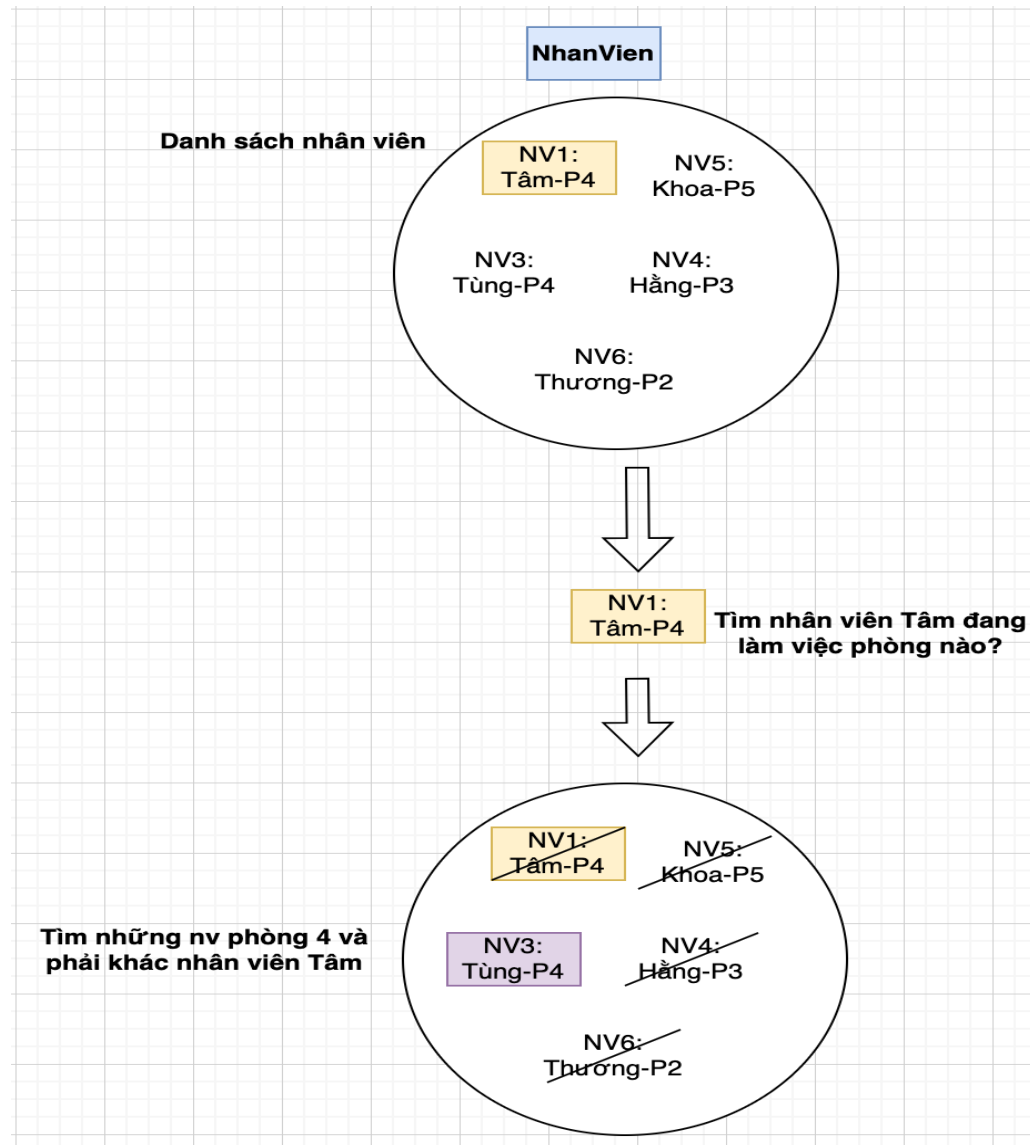 NhanVien
Danh sách nhân viên
NV1:
Tâm-P4
NV5:
Khoa-P5
NV3:
Tùng-P4
NV4:
Hằng-P3
NV6:
Thương-P2
NV1:
Tâm-P4
Tìm nhân viên Tâm đang
làm việc phòng nào?
NV1:
Tâm-P4
NV5:
Khoa-P5
Tìm những nv phòng 4 và
phải khác nhân viên Tâm
NV3:
Tùng-P4
NV4:
Hằng-P3
NV6:
Thương-P2